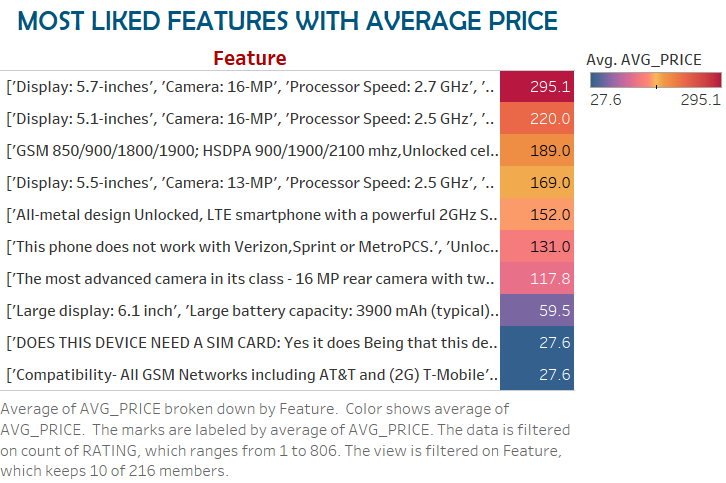 MOST LIKED FEATURES WITH AVERAGE PRICE
Feature
Avg. AVG_PRICE
27.6 295.1
['Display: 5.7-inches', 'Camera: 16-MP', 'Processor Speed: 2.7 GHz', '.. 295.1
['Display: 5.1-inches', 'Camera: 16-MP', 'Processor Speed: 2.5 GHz', '.. 220.0
['GSM 850/900/1800/1900; HSDPA 900/1900/2100 mhz,Unlocked cel.. 189.0
['Display: 5.5-inches', 'Camera: 13-MP', 'Processor Speed: 2.5 GHz', '.. 169.0
['All-metal design Unlocked, LTE smartphone with a powerful 2GHz S.. 152.0
['This phone does not work with Verizon,Sprint or MetroPCS.', 'Unloc.. 131.0
['The most advanced camera in its class - 16 MP rear camera with tw.. 117.8
['Large display: 6.1 inch', 'Large battery capacity: 3900 mAh (typical).. 59.5
['DOES THIS DEVICE NEED A SIM CARD: Yes it does Being that this de.. 27.6
['Compatibility- All GSM Networks including AT&T and (2G) T-Mobile'.. 27.6
Average of AVG_PRICE broken down by Feature. Color shows average of
AVG_PRICE. The marks are labeled by average of AVG_PRICE. The data is filtered
on count of RATING, which ranges from 1 to 806. The view is filtered on Feature,
which keeps 10 of 216 members.